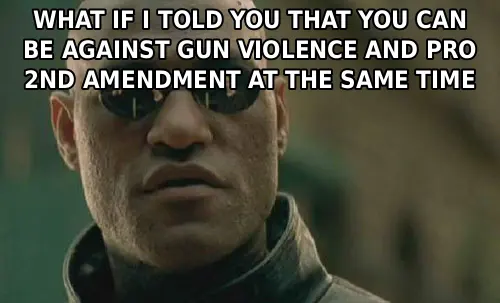 WHAT IF I TOLD YOU THAT YOU CAN
BE AGAINST GUN VIOLENCE AND PRO
2ND AMENDMENT AT THE SAME TIME